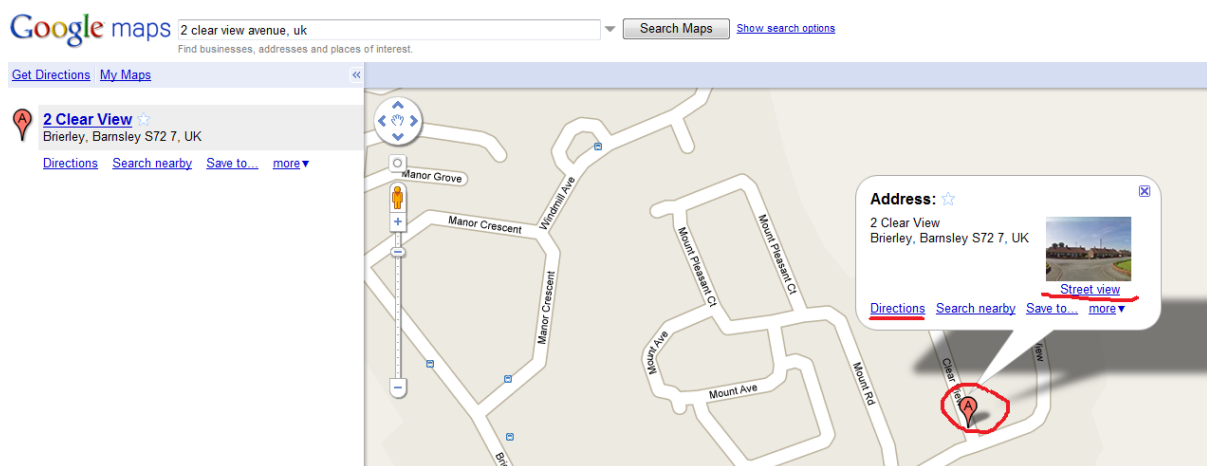 Google maps
2 clear view avenue, uk
Search Maps
Show search options
Find businesses, addresses and places of interest.
Get Directions
My Maps
«
A
2 Clear View
Brierley, Barnsley S72 7, UK
Directions
Search nearby
Save to...
more▼
Manor Grove
Windmill Ave
Manor Crescent
Manor Crescent
Mount Pleasant Ct
Mount Pleasant Ct
Mount Ave
Mount Ave
Mount Rd
Clear View
View
Address:
2 Clear View
Brierley, Barnsley S72 7, UK
Street view
Directions
Search nearby
Save to...
more▼
A